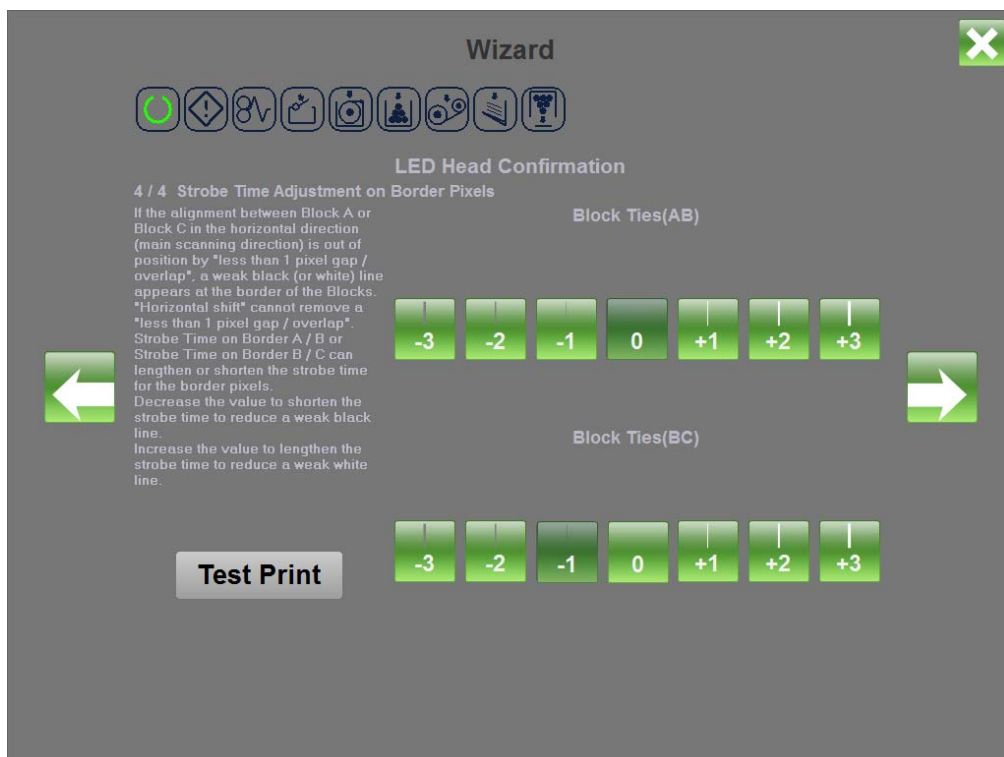 Wizard
LED Head Confirmation
4 / 4 Strobe Time Adjustment on Border Pixels
If the alignment between Block A or
Block C in the horizontal direction
(main scanning direction) is out of
position by "less than 1 pixel gap /
overlap", a weak black (or white) line
appears at the border of the Blocks.
"Horizontal shift" cannot remove a
"less than 1 pixel gap / overlap".
Strobe Time on Border A / B or
Strobe Time on Border B / C can
lengthen or shorten the strobe time
for the border pixels.
Decrease the value to shorten the
strobe time to reduce a weak black
line.
Increase the value to lengthen the
strobe time to reduce a weak white
line.
Block Ties(AB)
-3 -2 -1 0 +1 +2 +3
Block Ties(BC)
-3 -2 -1 0 +1 +2 +3
Test Print